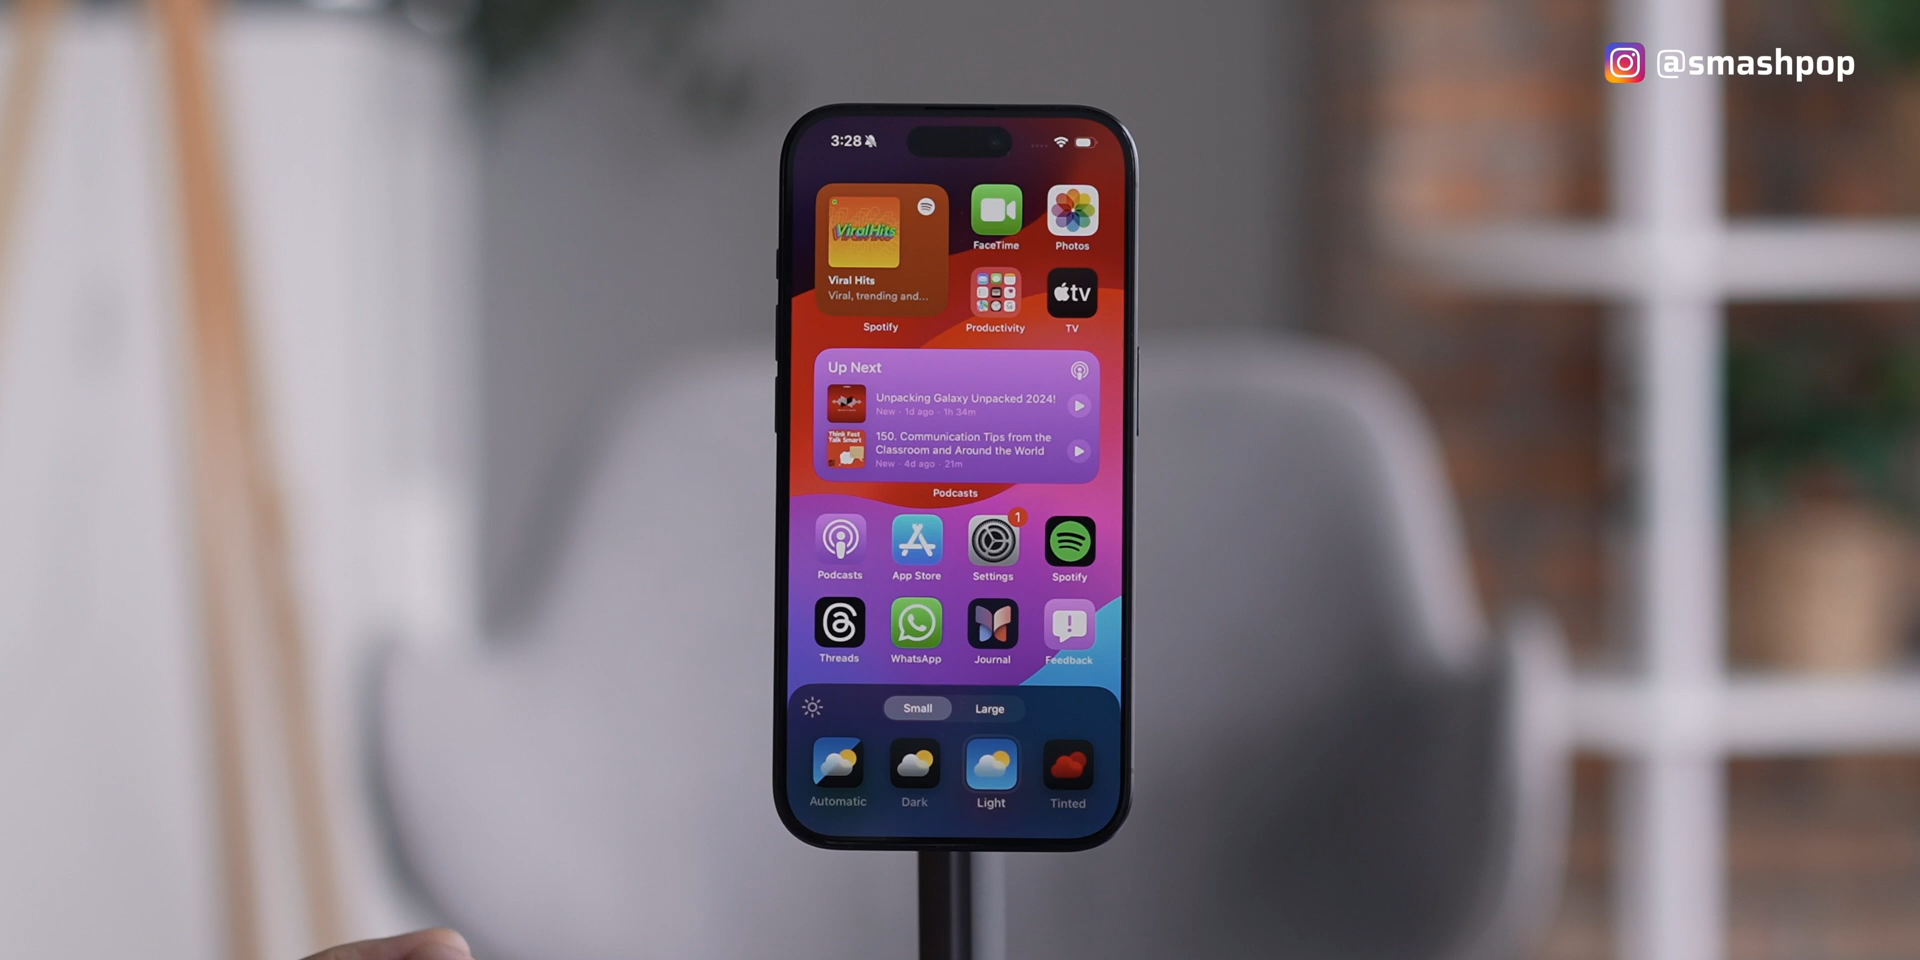 @smashpop
3:28
ViralHits
Viral Hits
Viral, trending and...
Spotify
FaceTime
Photos
Productivity
tv
TV
Up Next
Unpacking Galaxy Unpacked 2024!
New · 1d ago · 1h 34m
Think Fast
Talk Smart
150. Communication Tips from the
Classroom and Around the World
New · 4d ago · 21m
Podcasts
Podcasts
App Store
1
Settings
Spotify
Threads
WhatsApp
Journal
Feedback
Small
Large
Automatic
Dark
Light
Tinted